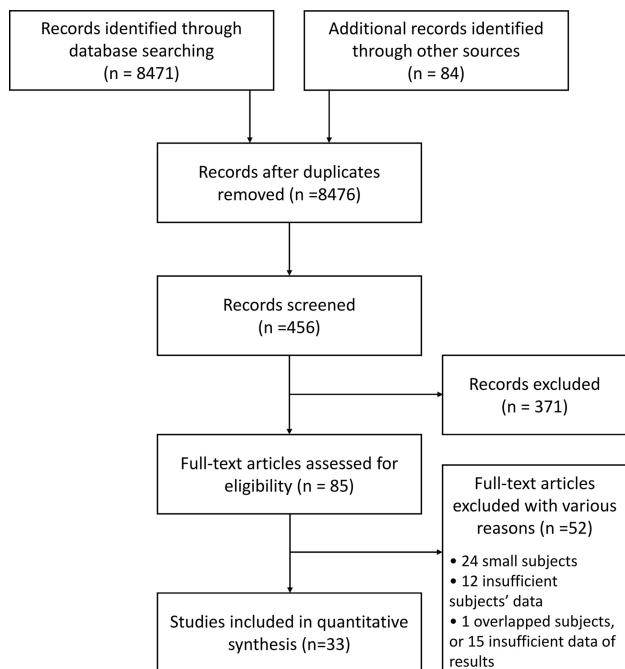 Records identified through
database searching
(n = 8471)
Additional records identified
through other sources
(n = 84)
Records after duplicates
removed (n =8476)
Records screened
(n =456)
Records excluded
(n = 371)
Full-text articles assessed for
eligibility (n = 85)
Full-text articles
excluded with various
reasons (n =52)
• 24 small subjects
• 12 insufficient
subjects’ data
• 1 overlapped subjects,
or 15 insufficient data of
results
Studies included in quantitative
synthesis (n=33)